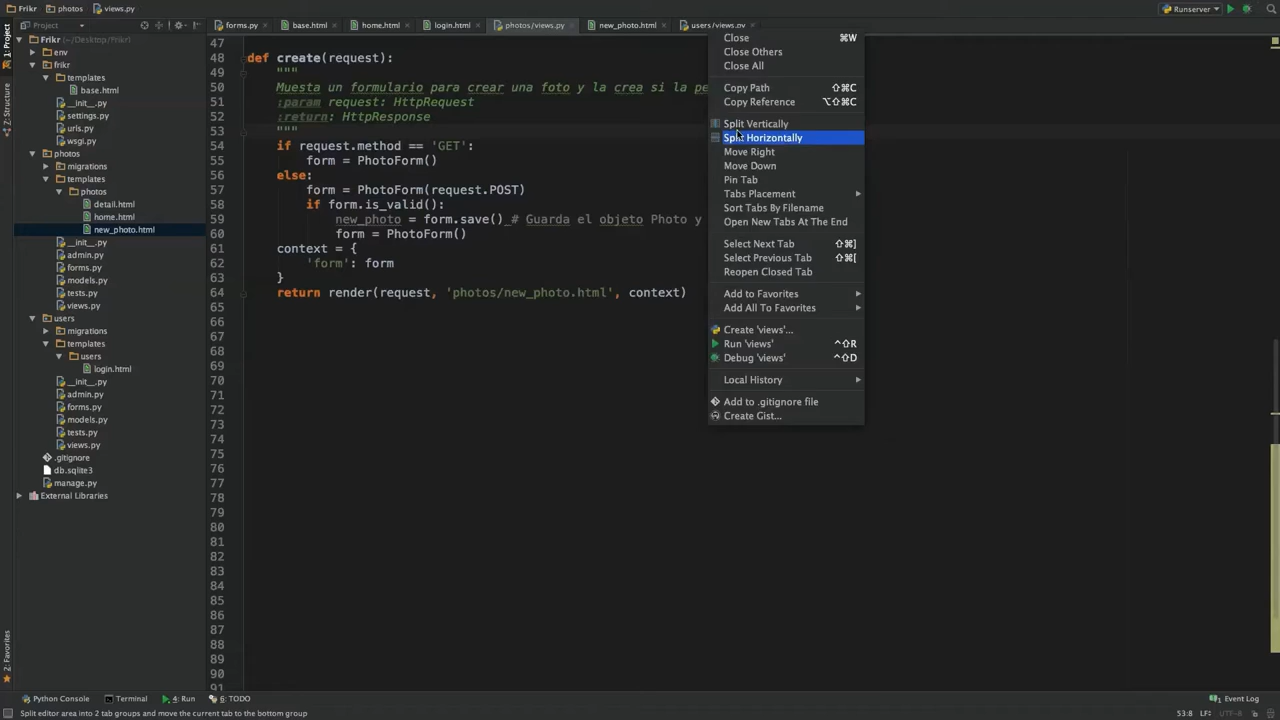 Frikr
photos
views.py
Runserver
1: Project
Z: Structure
2: Favorites
Project
Frikr (~/Desktop/Frikr)
env
frikr
templates
base.html
__init__.py
settings.py
urls.py
wsgi.py
photos
migrations
templates
photos
detail.html
home.html
new_photo.html
__init__.py
admin.py
forms.py
models.py
tests.py
views.py
users
migrations
templates
users
login.html
__init__.py
admin.py
forms.py
models.py
tests.py
views.py
.gitignore
db.sqlite3
manage.py
External Libraries
forms.py
base.html
home.html
login.html
photos/views.py
new_photo.html
users/views.py
47
48 def create(request):
49 """
50 Muesta un formulario para crear una foto y la crea si la pe
51 :param request: HttpRequest
52 :return: HttpResponse
53 """
54 if request.method == 'GET':
55 form = PhotoForm()
56 else:
57 form = PhotoForm(request.POST)
58 if form.is_valid():
59 new_photo = form.save() # Guarda el objeto Photo y
60 form = PhotoForm()
61 context = {
62 'form': form
63 }
64 return render(request, 'photos/new_photo.html', context)
65
66
67
68
69
70
71
72
73
74
75
76
77
78
79
80
81
82
83
84
85
86
87
88
89
90
91
Close ⌘W
Close Others
Close All
Copy Path ⇧⌘C
Copy Reference ⌥⇧⌘C
Split Vertically
Split Horizontally
Move Right
Move Down
Pin Tab
Tabs Placement
Sort Tabs By Filename
Open New Tabs At The End
Select Next Tab ⇧⌘]
Select Previous Tab ⇧⌘[
Reopen Closed Tab
Add to Favorites
Add All To Favorites
Create 'views'...
Run 'views' ^⇧R
Debug 'views' ^⇧D
Local History
Add to .gitignore file
Create Gist...
Python Console
Terminal
4: Run
6: TODO
Event Log
Split editor area into 2 tab groups and move the current tab to the bottom group
53:8 LF÷ UTF-8